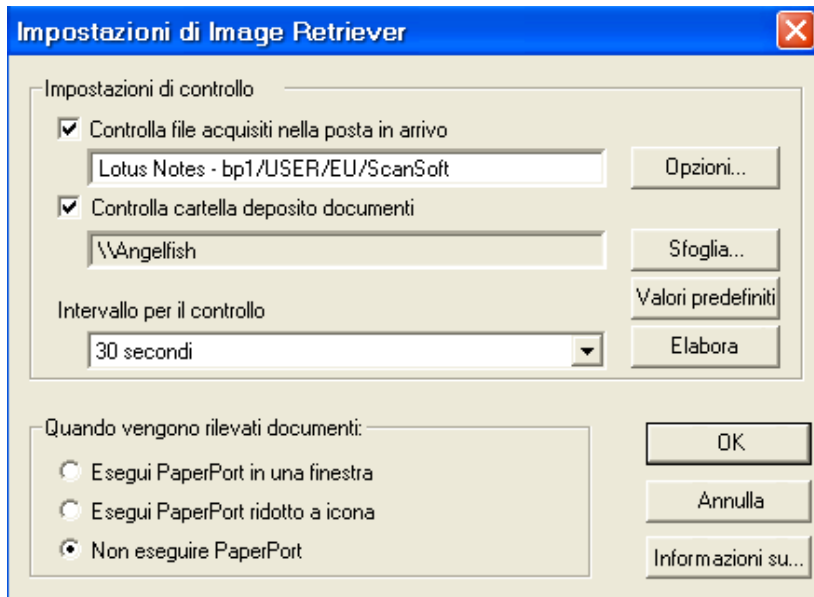 Impostazioni di Image Retriever
Impostazioni di controllo
Controlla file acquisiti nella posta in arrivo
Lotus Notes - bp1/USER/EU/ScanSoft
Opzioni...
Controlla cartella deposito documenti
\\Angelfish
Sfoglia...
Valori predefiniti
Intervallo per il controllo
30 secondi
Elabora
Quando vengono rilevati documenti:
Esegui PaperPort in una finestra
Esegui PaperPort ridotto a icona
Non eseguire PaperPort
OK
Annulla
Informazioni su...